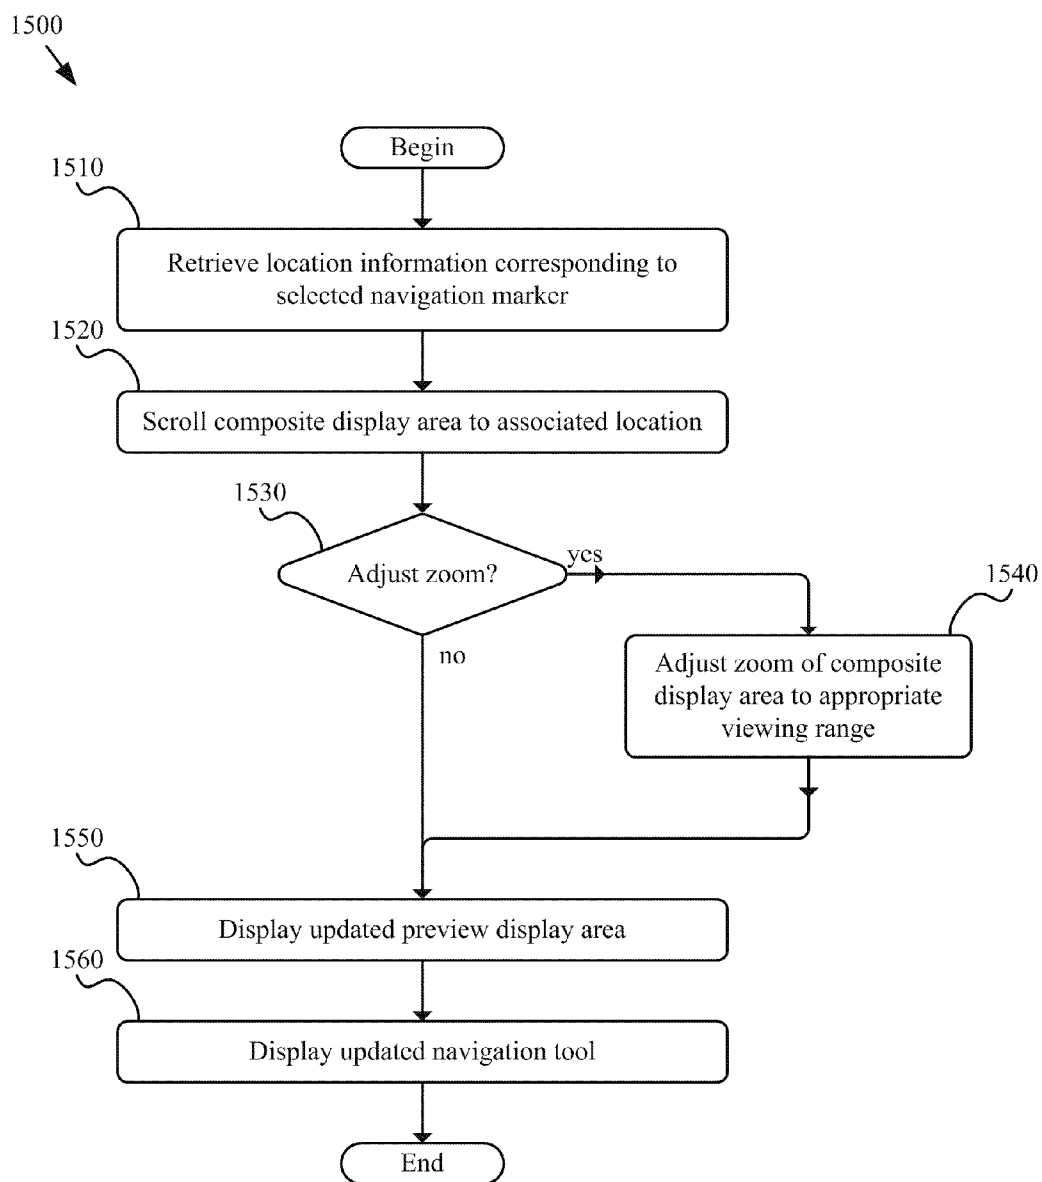 1500
Begin
1510
Retrieve location information corresponding to
selected navigation marker
1520
Scroll composite display area to associated location
1530
Adjust zoom?
yes
1540
no
Adjust zoom of composite
display area to appropriate
viewing range
1550
Display updated preview display area
1560
Display updated navigation tool
End